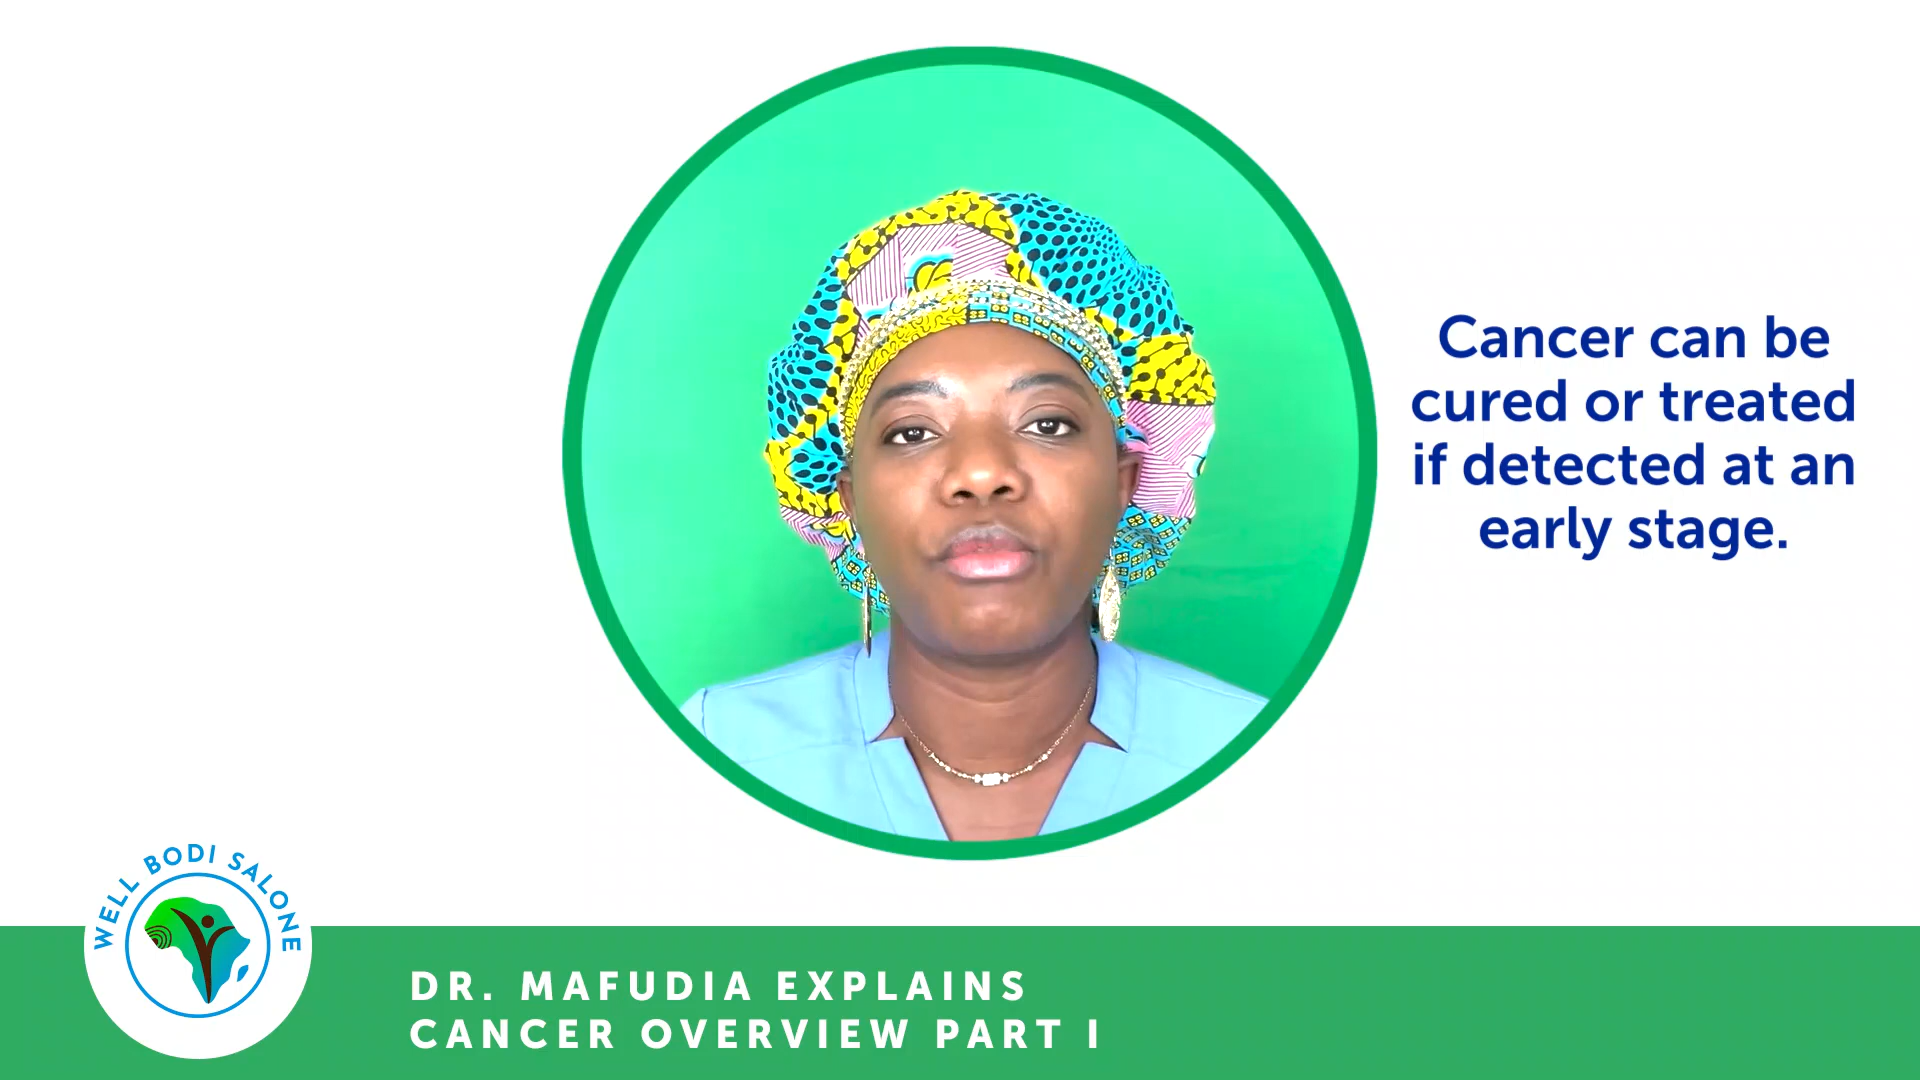 Cancer can be
cured or treated
if detected at an
early stage.
WELL BODI SALONE
DR. MAFUDIA EXPLAINS
CANCER OVERVIEW PART I